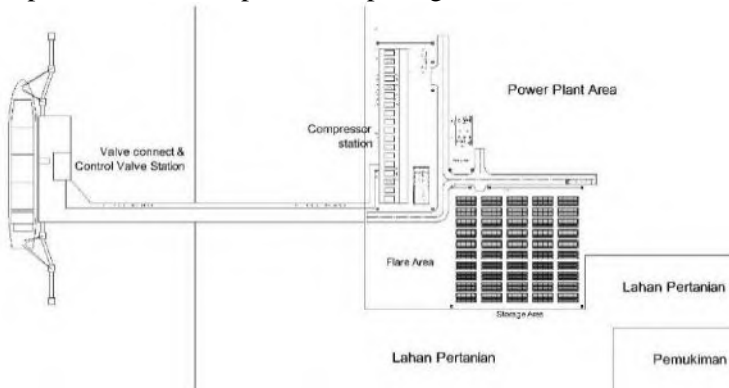 Power Plant Area
Compressor
station
Valve connect &
Control Valve Station
Flare Area
Lahan Pertanian
Storage Area
Lahan Pertanian
Pemukiman